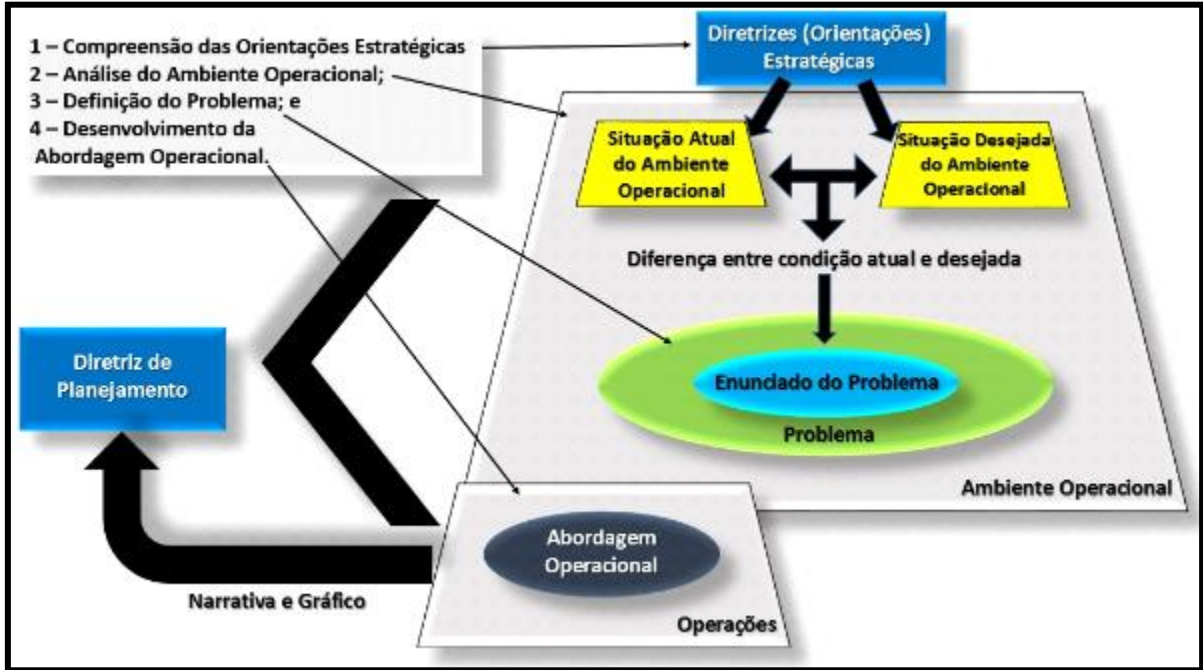 1 – Compreensão das Orientações Estratégicas
2 – Análise do Ambiente Operacional;
3 – Definição do Problema; e
4 – Desenvolvimento da
Abordagem Operacional.
Diretrizes (Orientações)
Estratégicas
Situação Atual
do Ambiente
Operacional
Situação Desejada
do Ambiente
Operacional
Diferença entre condição atual e desejada
Enunciado do Problema
Problema
Ambiente Operacional
Diretriz de
Planejamento
Abordagem
Operacional
Operações
Narrativa e Gráfico